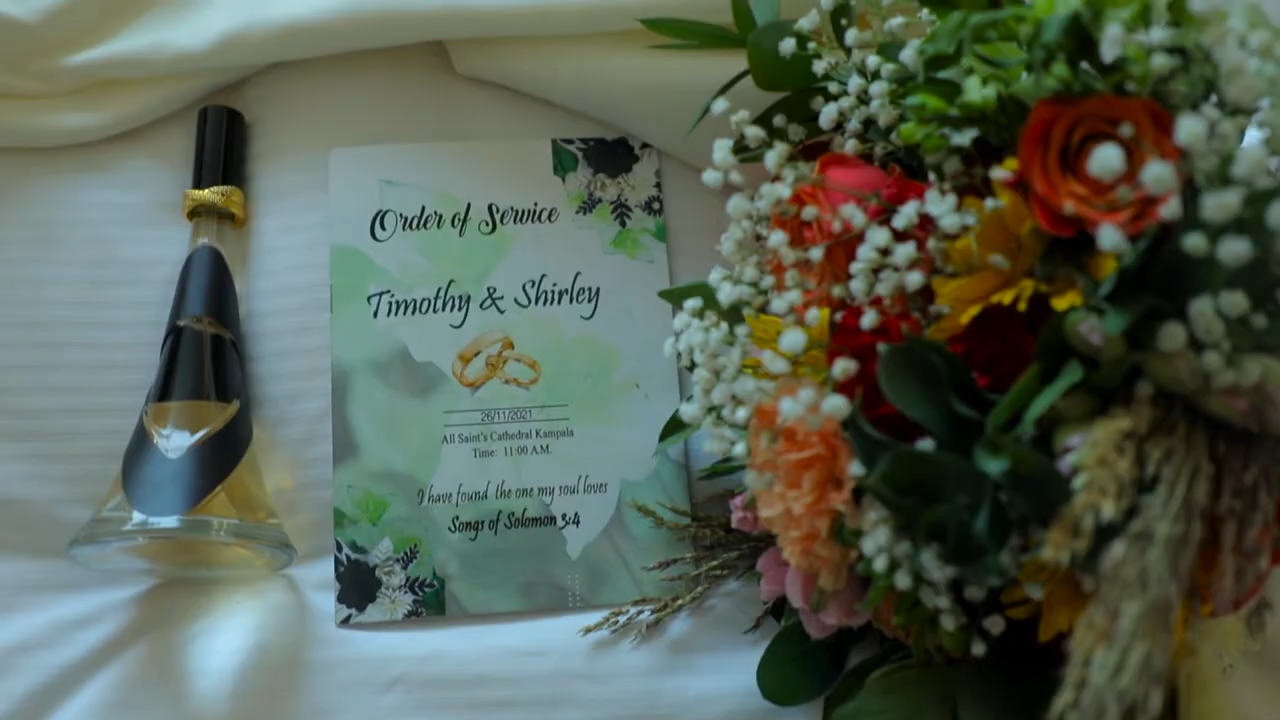 Order of Service
Timothy & Shirley
26/11/2021
All Saint's Cathedral Kampala
Time: 11:00 A.M.
I have found the one my soul loves
Songs of Solomon 3:4